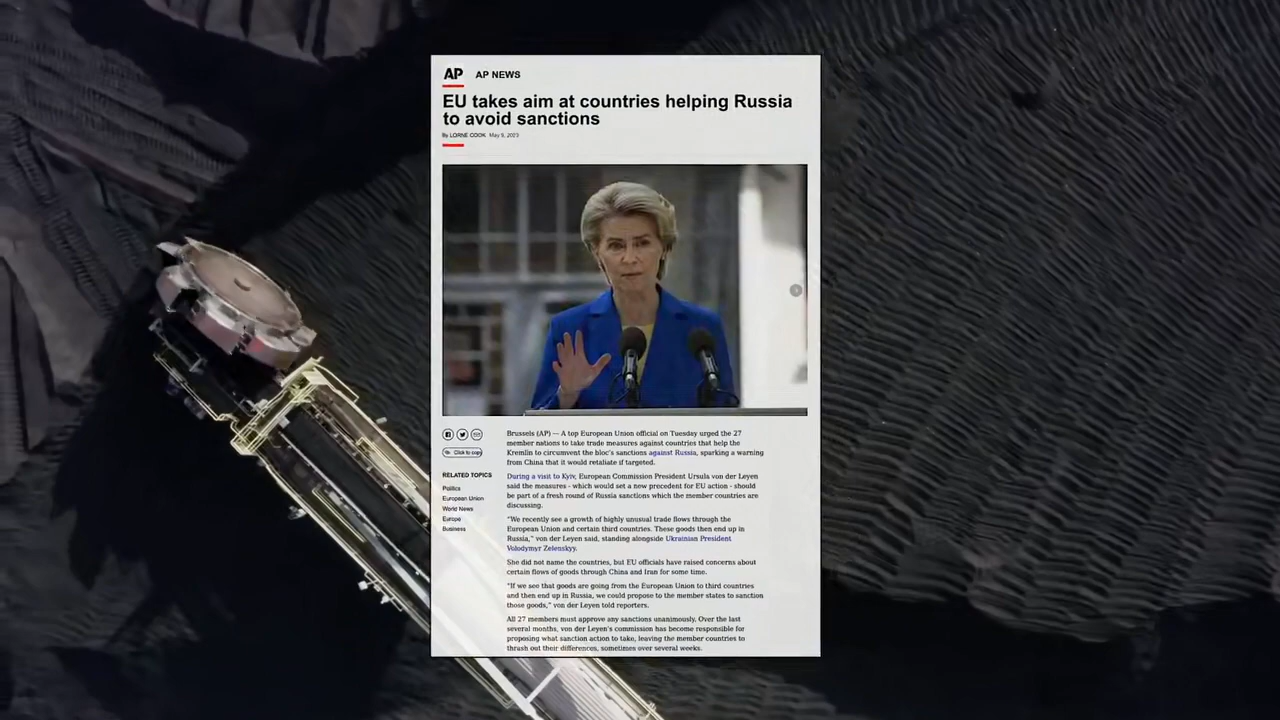 AP AP NEWS
EU takes aim at countries helping Russia
to avoid sanctions
By LORNE COOK May 9, 2023
Click to copy
RELATED TOPICS
Politics
European Union
World News
Europe
Business
Brussels (AP) — A top European Union official on Tuesday urged the 27
member nations to take trade measures against countries that help the
Kremlin to circumvent the bloc's sanctions against Russia, sparking a warning
from China that it would retaliate if targeted.
During a visit to Kyiv, European Commission President Ursula von der Leyen
said the measures - which would set a new precedent for EU action - should
be part of a fresh round of Russia sanctions which the member countries are
discussing.
"We recently see a growth of highly unusual trade flows through the
European Union and certain third countries. These goods then end up in
Russia," von der Leyen said, standing alongside Ukrainian President
Volodymyr Zelenskyy.
She did not name the countries, but EU officials have raised concerns about
certain flows of goods through China and Iran for some time.
"If we see that goods are going from the European Union to third countries
and then end up in Russia, we could propose to the member states to sanction
those goods," von der Leyen told reporters.
All 27 members must approve any sanctions unanimously. Over the last
several months, von der Leyen's commission has become responsible for
proposing what sanction action to take, leaving the member countries to
thrash out their differences, sometimes over several weeks.